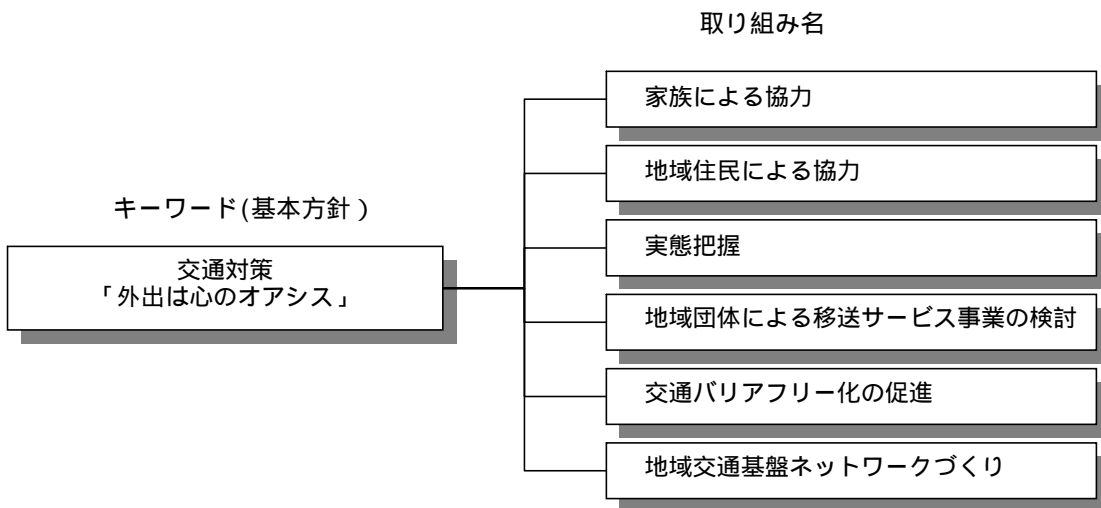 取り組み名
家族による協力
地域住民による協力
キーワード(基本方針)
実態把握
交通対策
「外出は心のオアシス」
地域団体による移送サービス事業の検討
交通バリアフリー化の促進
地域交通基盤ネットワークづくり